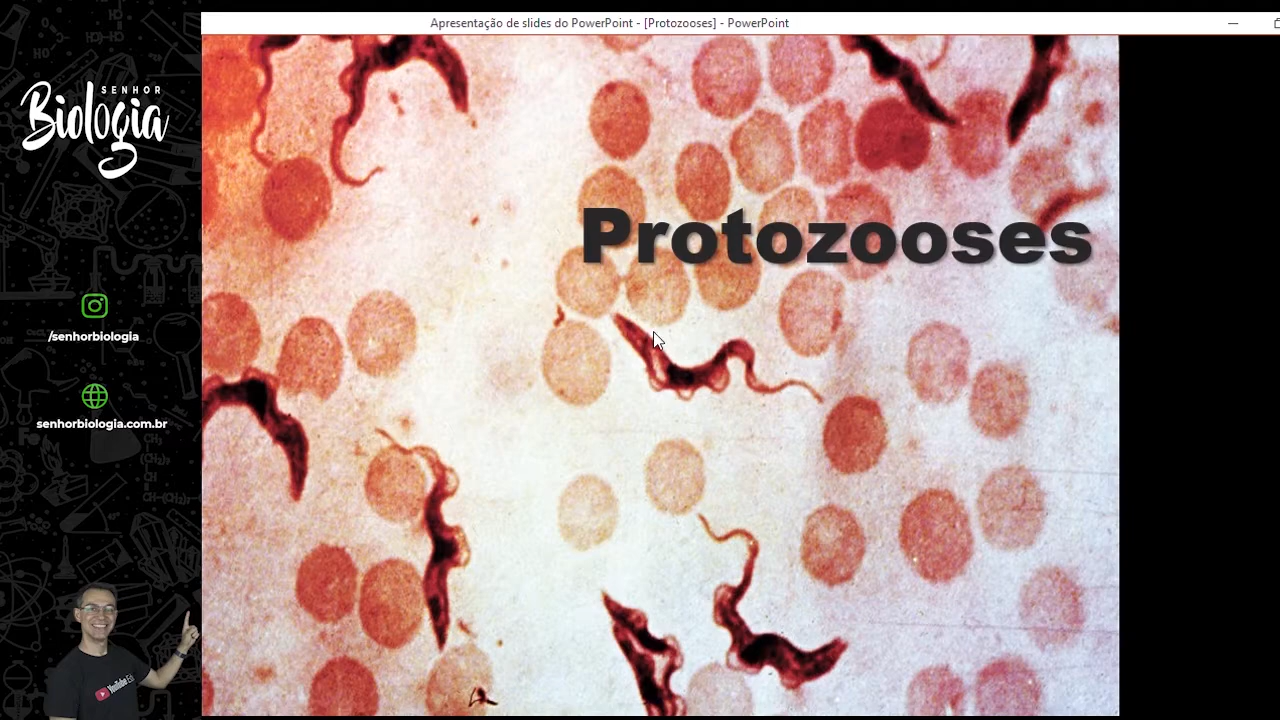 Apresentação de slides do PowerPoint - [Protozooses] - PowerPoint
SENHOR
Biologia
Protozooses
/senhorbiologia
senhorbiologia.com.br